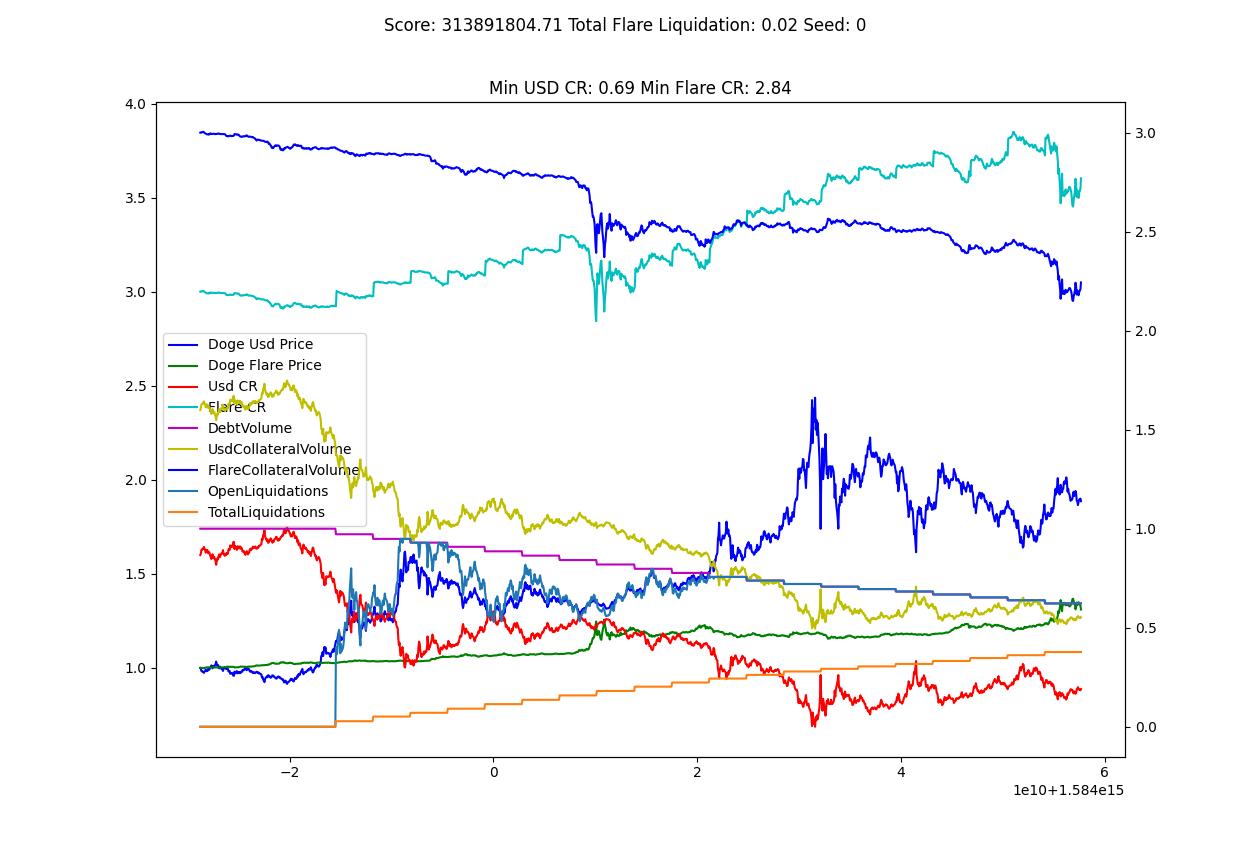 Score: 313891804.71 Total Flare Liquidation: 0.02 Seed: 0
Min USD CR: 0.69 Min Flare CR: 2.84
4.0
3.5
3.0
2.5
2.0
1.5
1.0
3.0
2.5
2.0
1.5
1.0
0.5
0.0
Doge Usd Price
Doge Flare Price
Usd CR
Flare CR
DebtVolume
UsdCollateralVolume
FlareCollateralVolume
OpenLiquidations
TotalLiquidations
−2 0 2 4 6
1e10+1.584e15